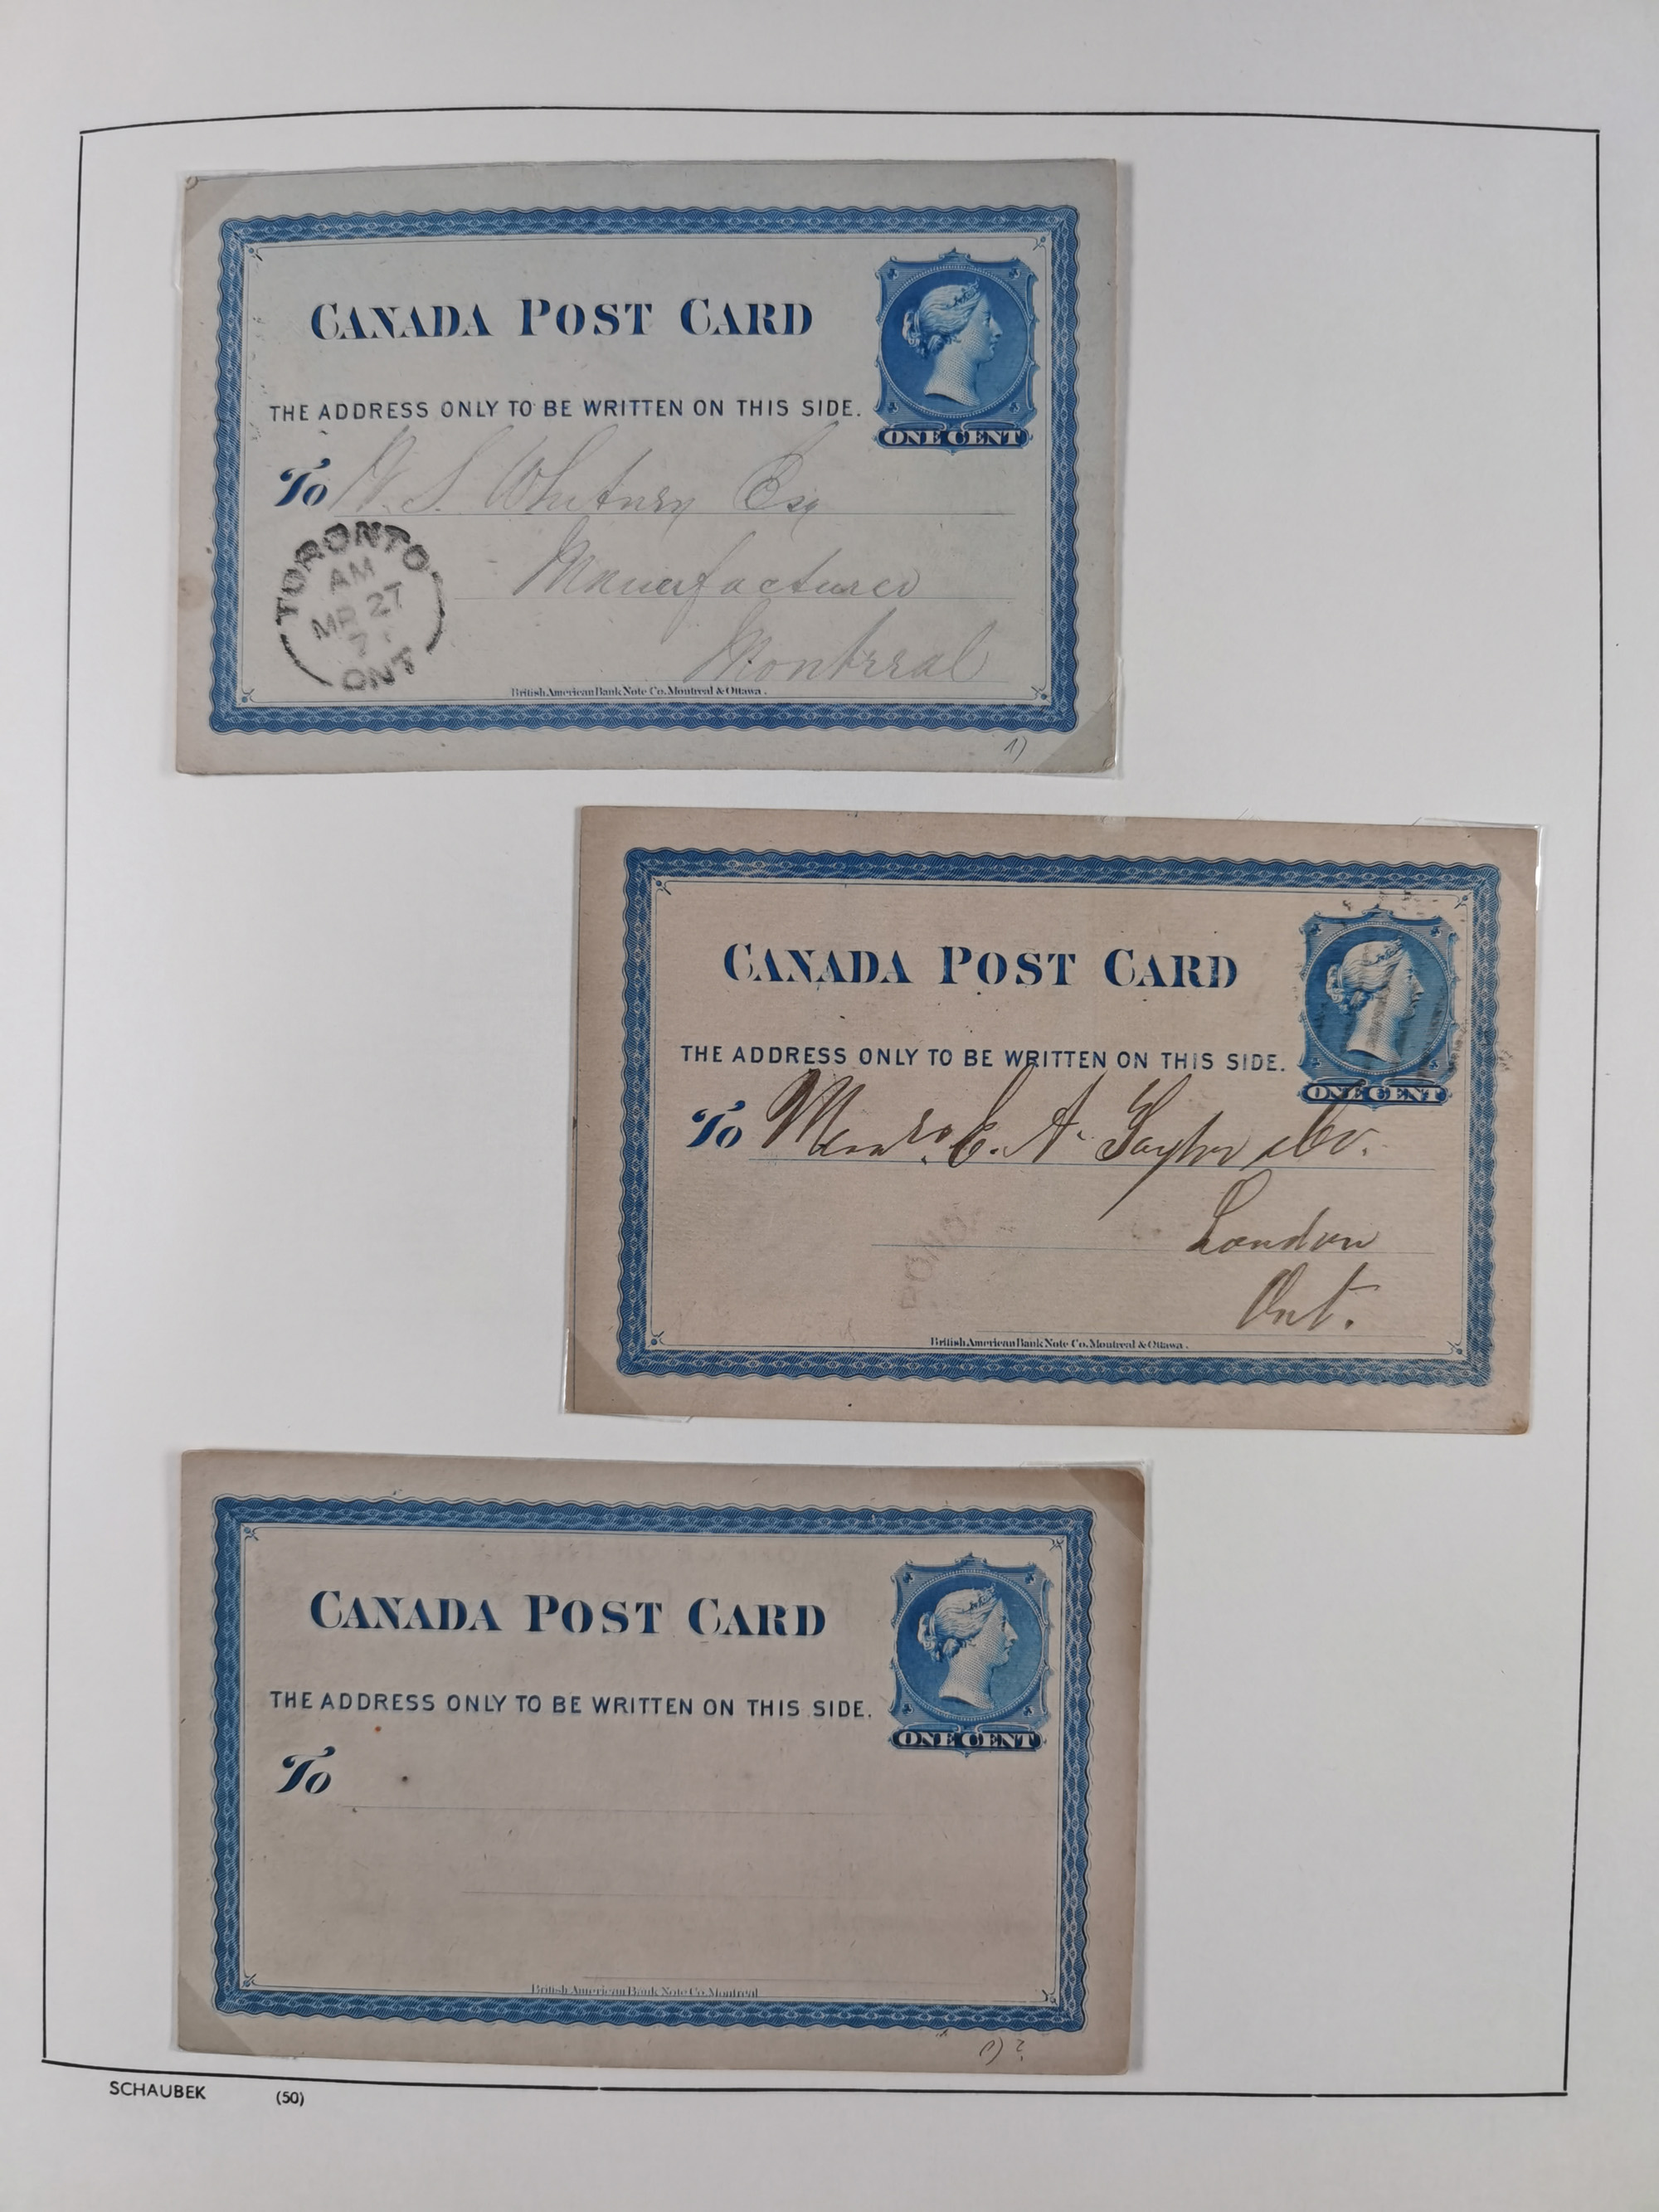 CANADA POST CARD
THE ADDRESS ONLY TO BE WRITTEN ON THIS SIDE.
ONE CENT
To W. S. Whitney Esq
Manufacturer
Montreal
TORONTO
AM
MR 27
7
ONT
British American Bank Note Co. Montreal & Ottawa.
1)
CANADA POST CARD
THE ADDRESS ONLY TO BE WRITTEN ON THIS SIDE.
ONE CENT
To Messrs. C. A. Taylor & Co.
London
Ont.
British American Bank Note Co. Montreal & Ottawa.
CANADA POST CARD
THE ADDRESS ONLY TO BE WRITTEN ON THIS SIDE.
ONE CENT
To
British American Bank Note Co. Montreal
1) ?
SCHAUBEK (50)